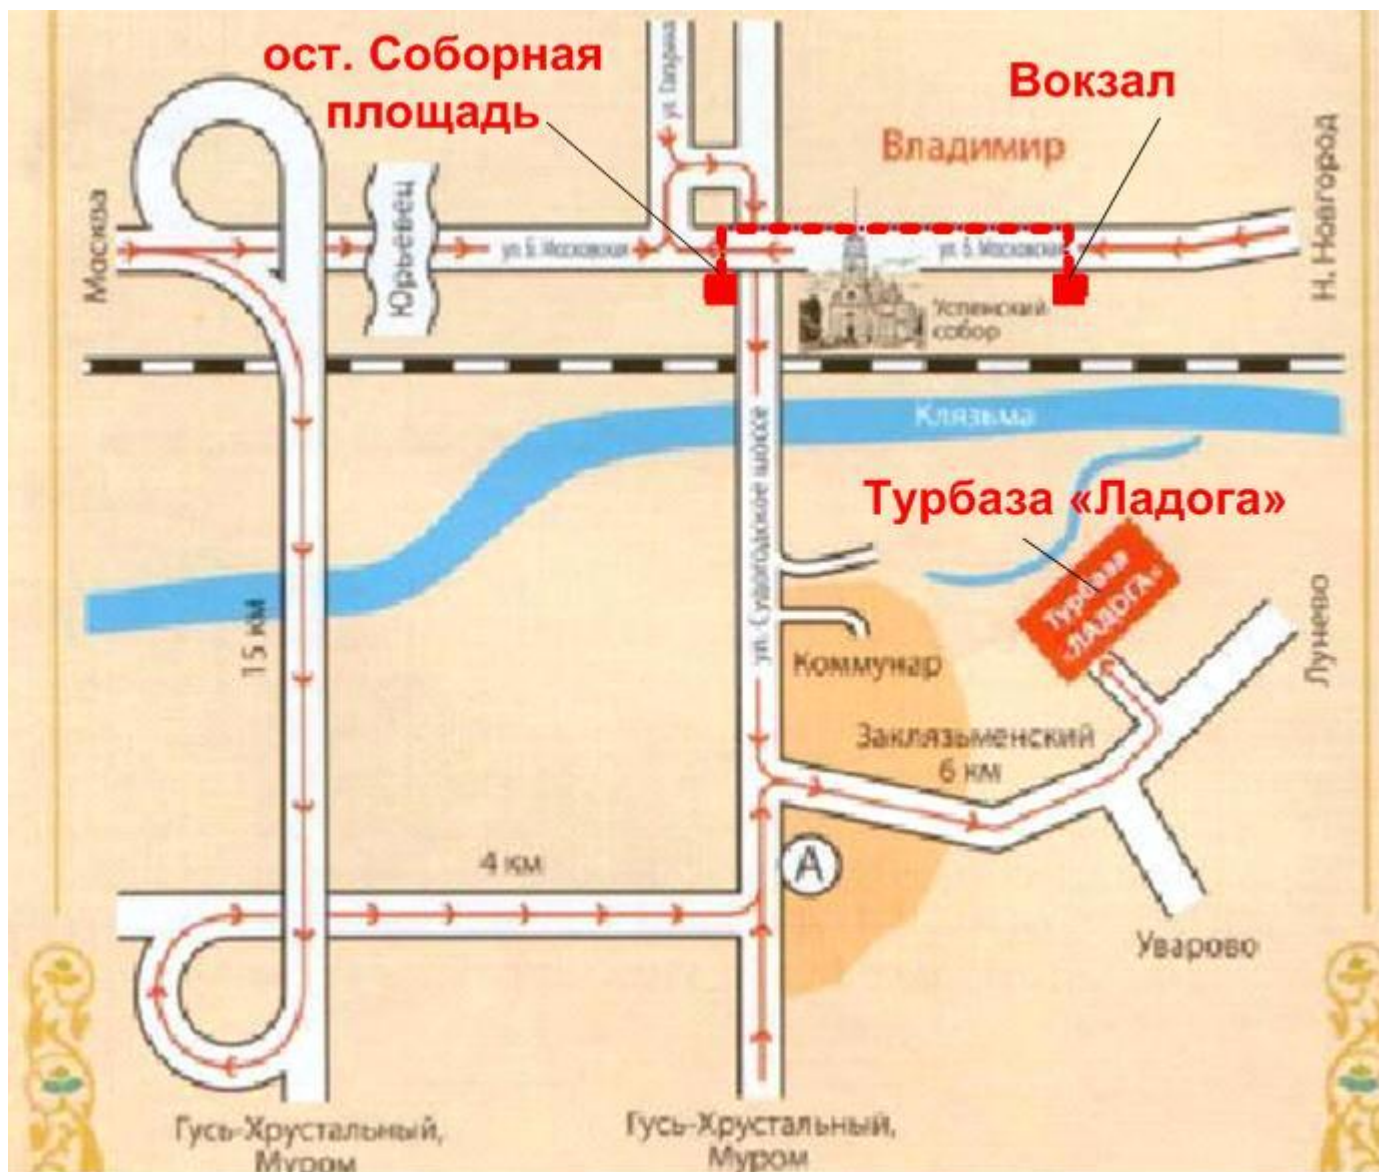 ост. Соборная
площадь
Вокзал
ул. Гагарина
Владимир
Москва
Юрьевец
ул. Б. Московская
ул. Б. Московская
Н. Новгород
Успенский
собор
Клязьма
ул. Судогодское шоссе
Турбаза «Ладога»
Турбаза
«ЛАДОГА»
15 км
Коммунар
Лунево
Заклязьменский
6 км
4 км
А
Уварово
Гусь-Хрустальный,
Муром
Гусь-Хрустальный,
Муром